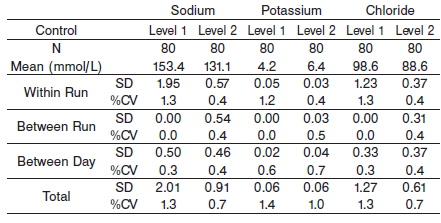 Sodium Potassium Chloride
Control Level 1 Level 2 Level 1 Level 2 Level 1 Level 2
N 80 80 80 80 80 80
Mean (mmol/L) 153.4 131.1 4.2 6.4 98.6 88.6
Within Run SD 1.95 0.57 0.05 0.03 1.23 0.37
%CV 1.3 0.4 1.2 0.4 1.3 0.4
Between Run SD 0.00 0.54 0.00 0.03 0.00 0.31
%CV 0.0 0.4 0.0 0.5 0.0 0.4
Between Day SD 0.50 0.46 0.02 0.04 0.33 0.37
%CV 0.3 0.4 0.6 0.7 0.3 0.4
Total SD 2.01 0.91 0.06 0.06 1.27 0.61
%CV 1.3 0.7 1.4 1.0 1.3 0.7